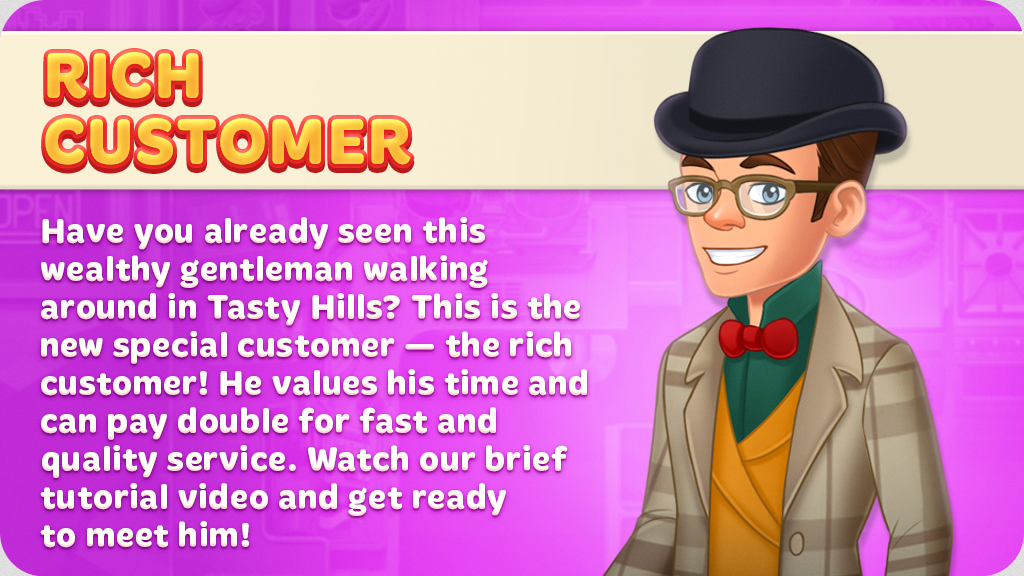 RICH
CUSTOMER
OPEN
Have you already seen this
wealthy gentleman walking
around in Tasty Hills? This is the
new special customer — the rich
customer! He values his time and
can pay double for fast and
quality service. Watch our brief
tutorial video and get ready
to meet him!